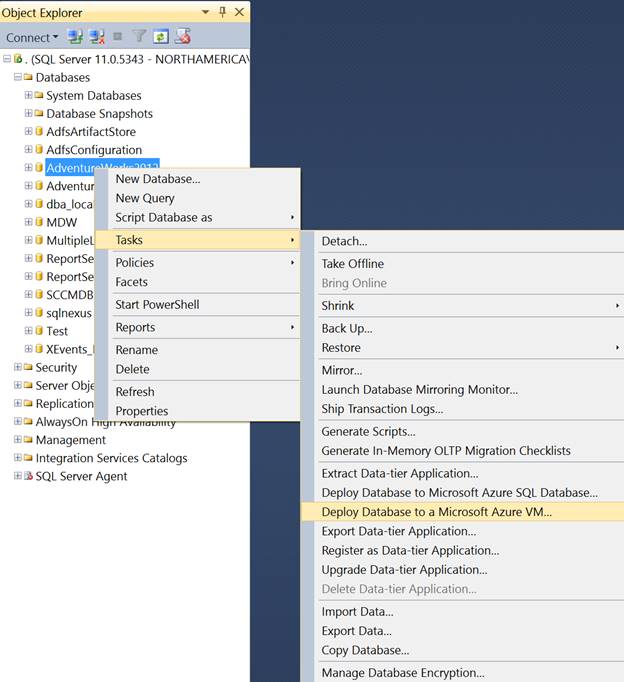 Object Explorer
Connect
. (SQL Server 11.0.5343 - NORTHAMERICA\
Databases
System Databases
Database Snapshots
AdfsArtifactStore
AdfsConfiguration
AdventureWorks2012
Adventur
dba_loca
MDW
MultipleL
ReportSe
ReportSe
SCCMDB
sqlnexus
Test
XEvents_
Security
Server Obje
Replication
AlwaysOn High Availability
Management
Integration Services Catalogs
SQL Server Agent
New Database...
New Query
Script Database as
Tasks
Policies
Facets
Start PowerShell
Reports
Rename
Delete
Refresh
Properties
Detach...
Take Offline
Bring Online
Shrink
Back Up...
Restore
Mirror...
Launch Database Mirroring Monitor...
Ship Transaction Logs...
Generate Scripts...
Generate In-Memory OLTP Migration Checklists
Extract Data-tier Application...
Deploy Database to Microsoft Azure SQL Database...
Deploy Database to a Microsoft Azure VM...
Export Data-tier Application...
Register as Data-tier Application...
Upgrade Data-tier Application...
Delete Data-tier Application...
Import Data...
Export Data...
Copy Database...
Manage Database Encryption...